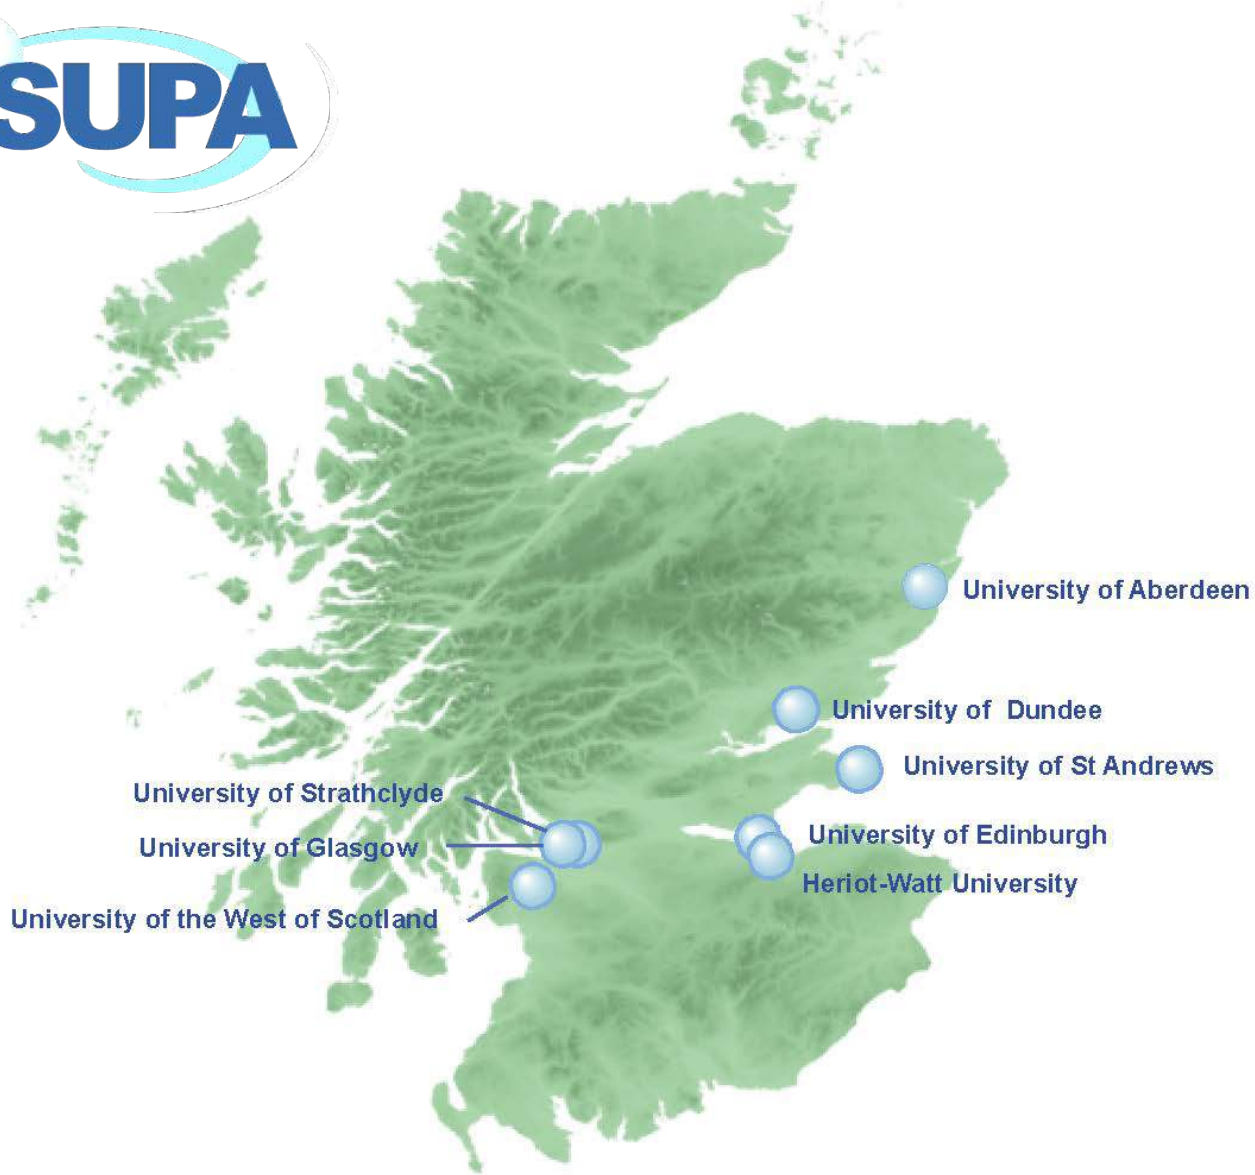 SUPA
University of Aberdeen
University of Dundee
University of St Andrews
University of Strathclyde
University of Glasgow
University of Edinburgh
Heriot-Watt University
University of the West of Scotland